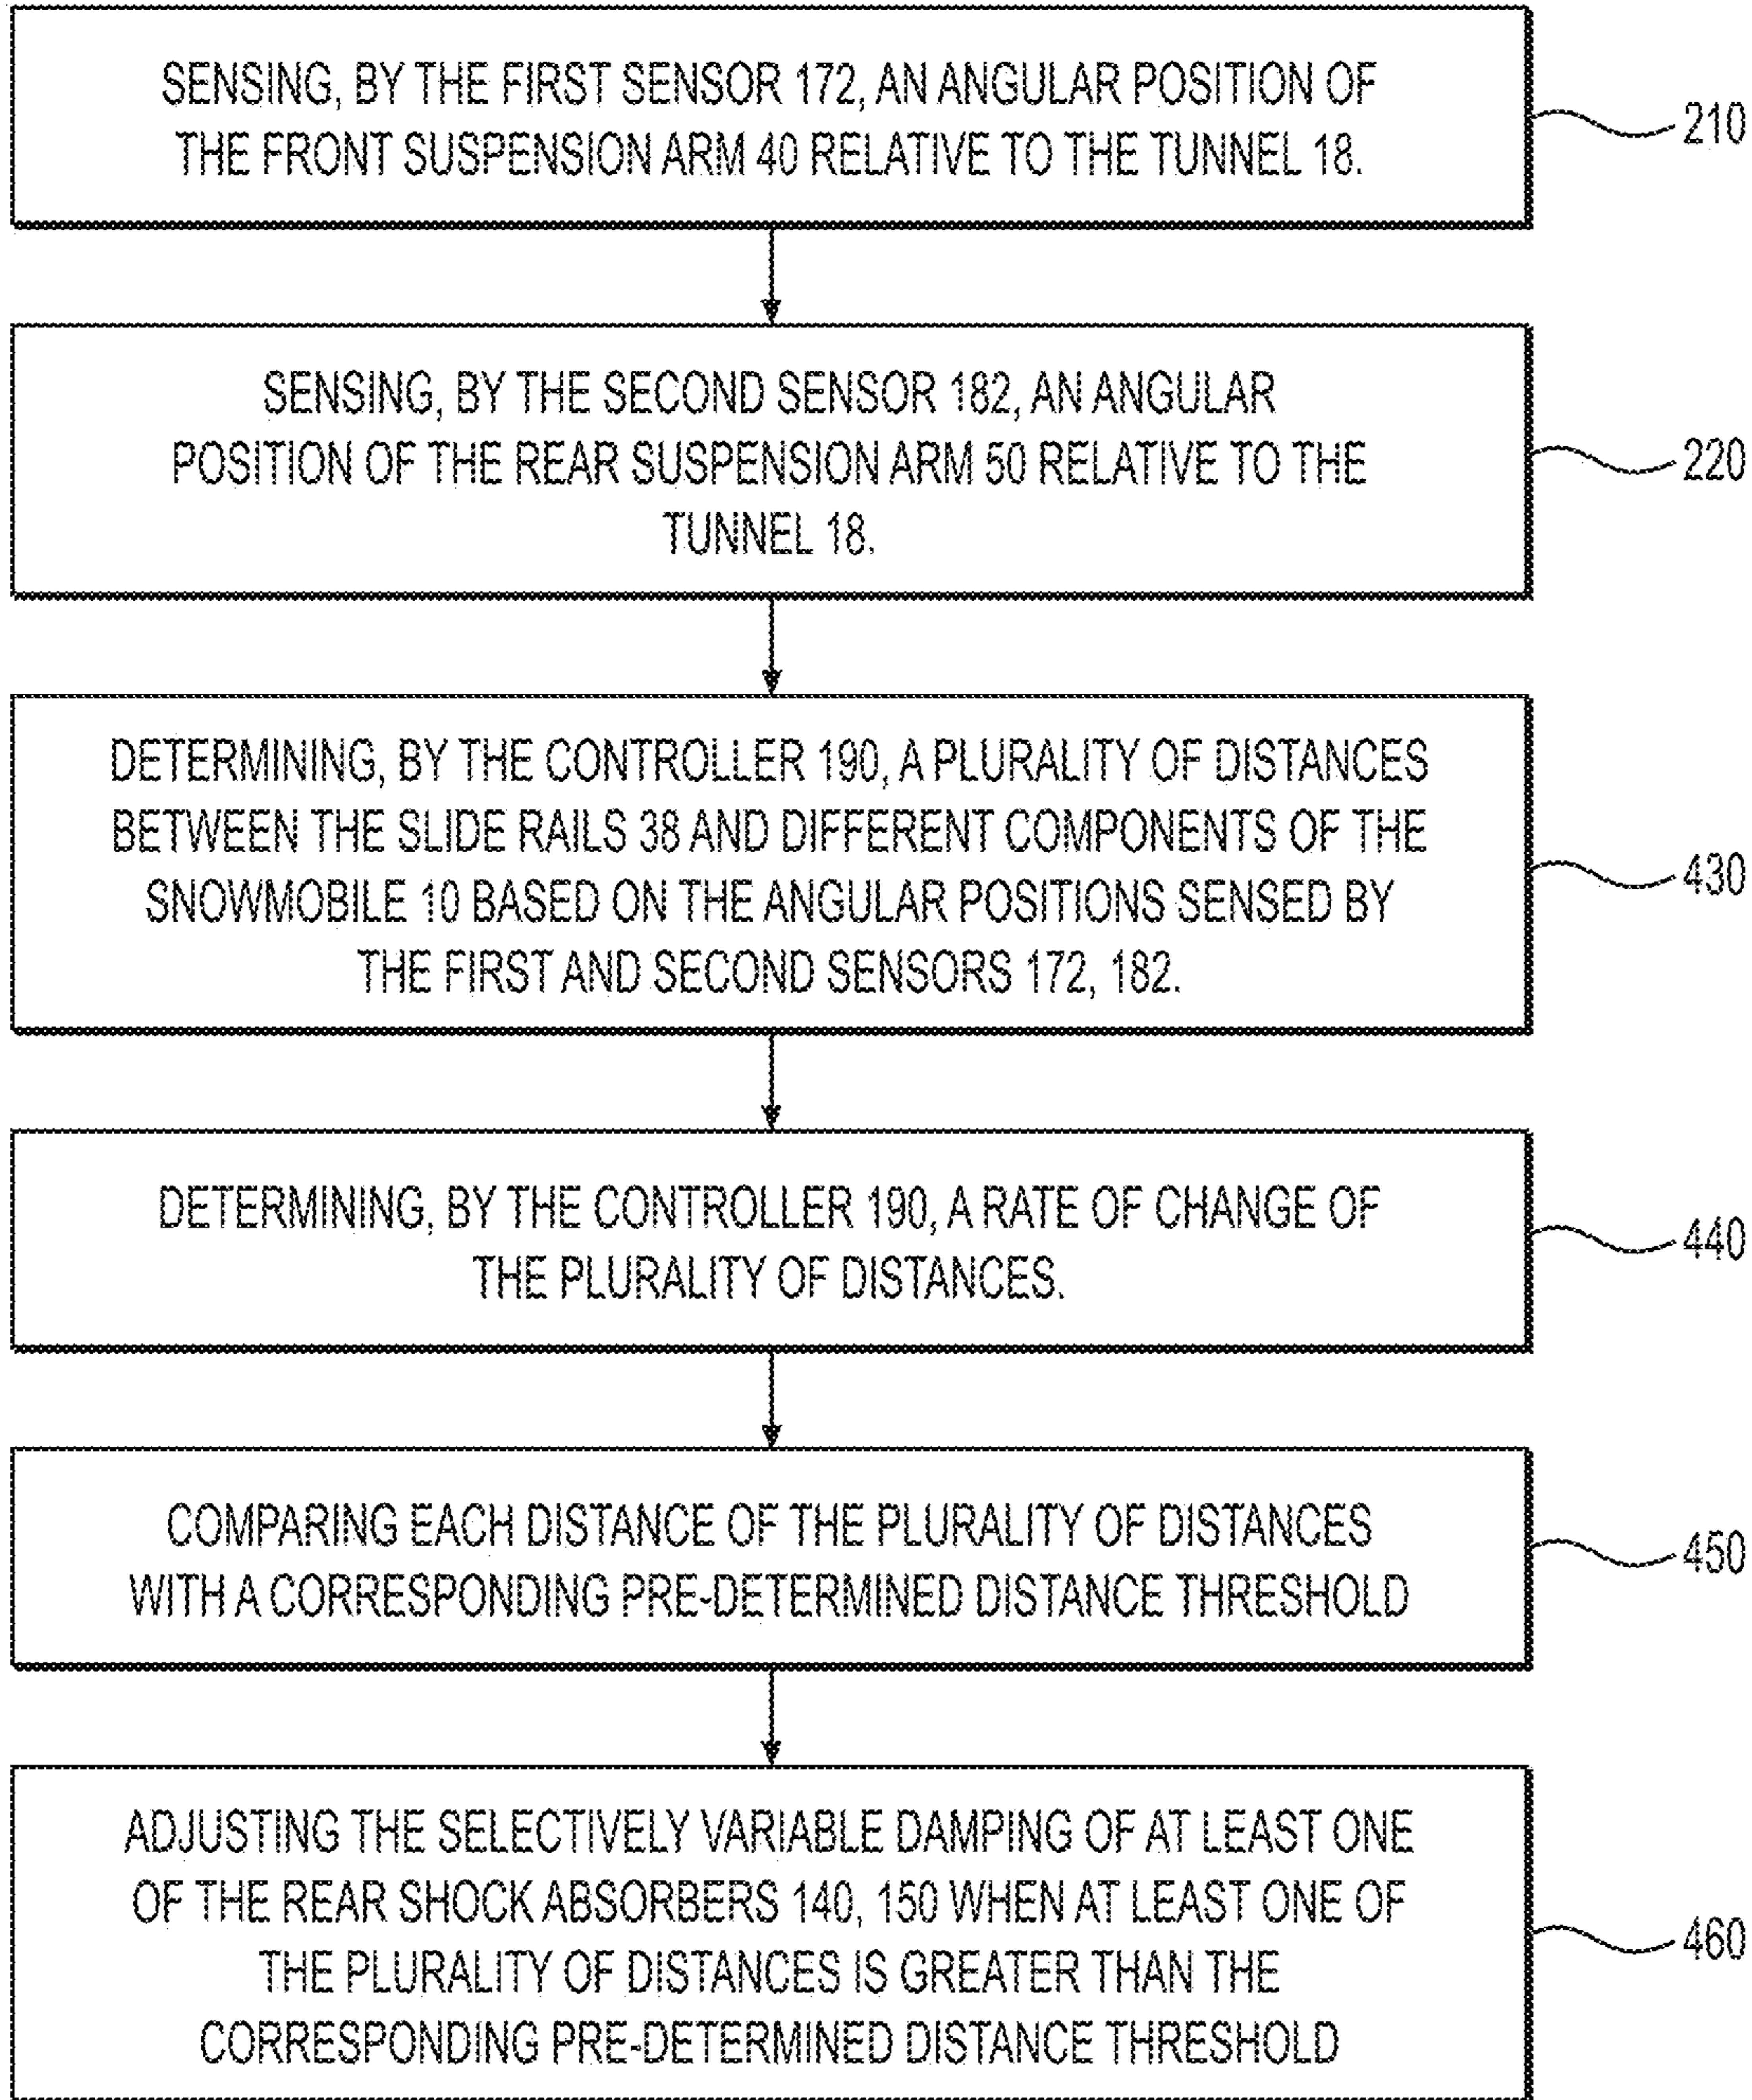 SENSING, BY THE FIRST SENSOR 172, AN ANGULAR POSITION OF
THE FRONT SUSPENSION ARM 40 RELATIVE TO THE TUNNEL 18.
210
SENSING, BY THE SECOND SENSOR 182, AN ANGULAR
POSITION OF THE REAR SUSPENSION ARM 50 RELATIVE TO THE
TUNNEL 18.
220
DETERMINING, BY THE CONTROLLER 190, A PLURALITY OF DISTANCES
BETWEEN THE SLIDE RAILS 38 AND DIFFERENT COMPONENTS OF THE
SNOWMOBILE 10 BASED ON THE ANGULAR POSITIONS SENSED BY
THE FIRST AND SECOND SENSORS 172, 182.
430
DETERMINING, BY THE CONTROLLER 190, A RATE OF CHANGE OF
THE PLURALITY OF DISTANCES.
440
COMPARING EACH DISTANCE OF THE PLURALITY OF DISTANCES
WITH A CORRESPONDING PRE-DETERMINED DISTANCE THRESHOLD
450
ADJUSTING THE SELECTIVELY VARIABLE DAMPING OF AT LEAST ONE
OF THE REAR SHOCK ABSORBERS 140, 150 WHEN AT LEAST ONE OF
THE PLURALITY OF DISTANCES IS GREATER THAN THE
CORRESPONDING PRE-DETERMINED DISTANCE THRESHOLD
460